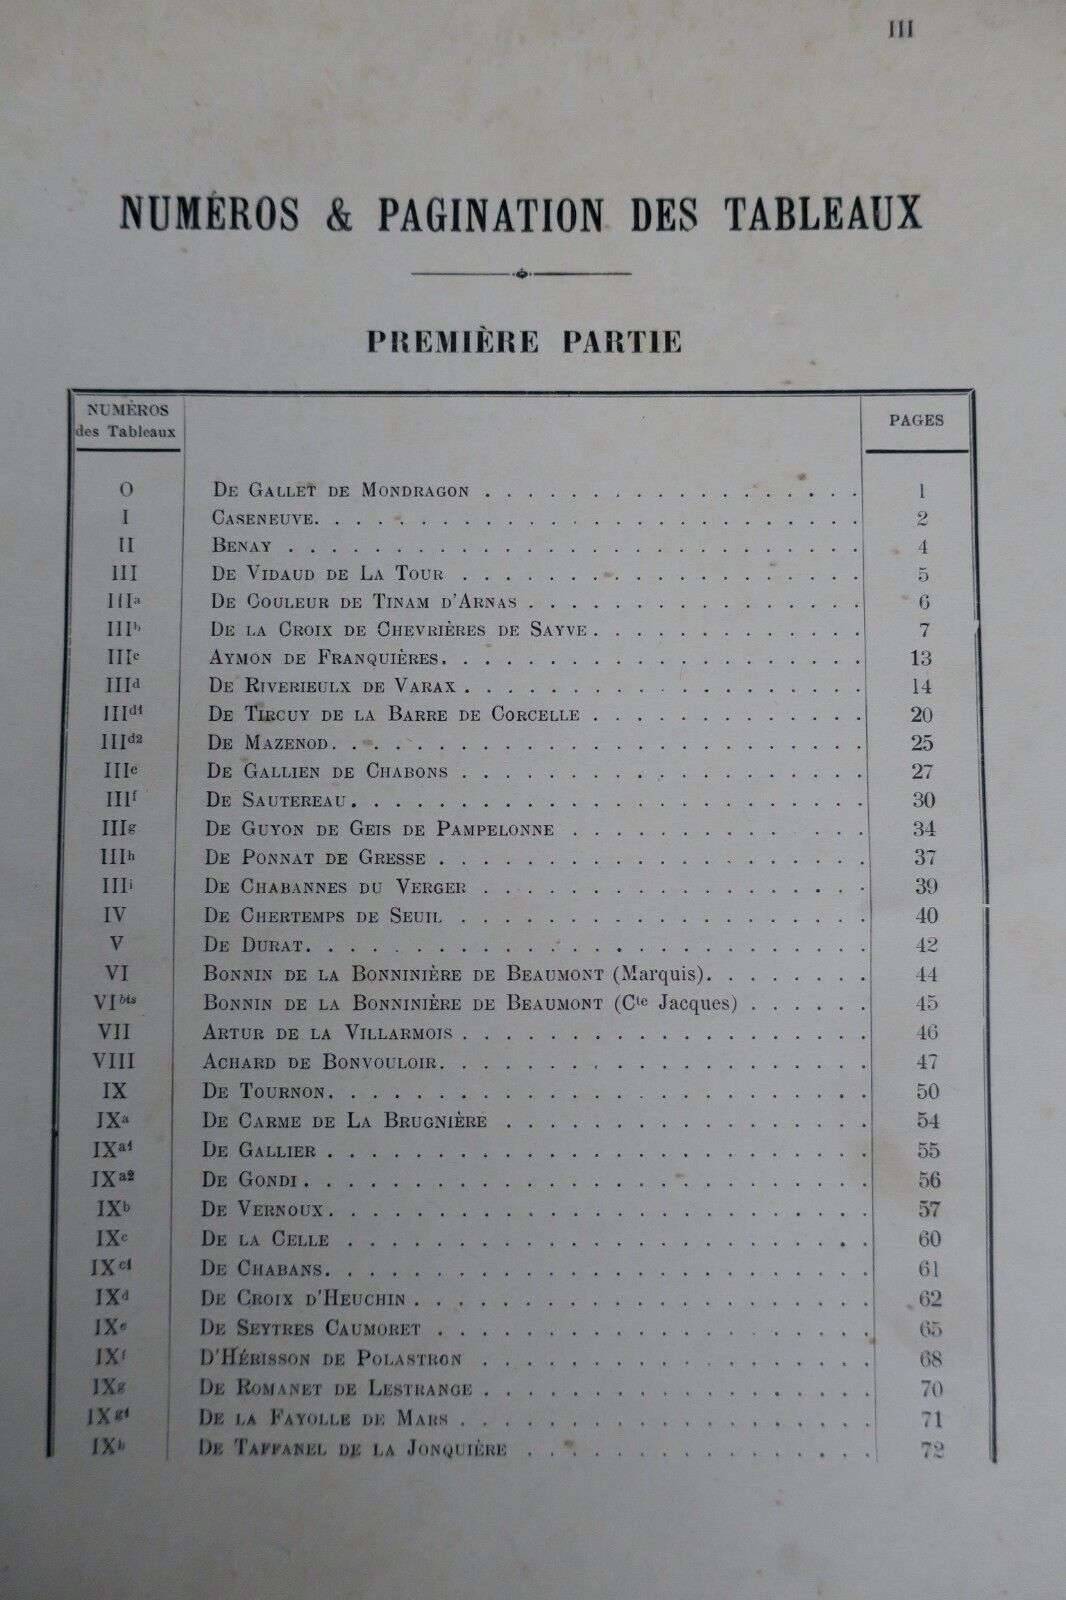 III
NUMÉROS & PAGINATION DES TABLEAUX
PREMIÈRE PARTIE
NUMÉROS
des Tableaux
PAGES
O De Gallet de Mondragon . . . . . . . . . . . . . . . . . 1
I Caseneuve. . . . . . . . . . . . . . . . . . . . . . . 2
II Benay . . . . . . . . . . . . . . . . . . . . . . . . 4
III De Vidaud de La Tour . . . . . . . . . . . . . . . . . 5
IIIa De Couleur de Tinam d'Arnas . . . . . . . . . . . . . . 6
IIIb De la Croix de Chevrières de Sayve. . . . . . . . . . . . 7
IIIc Aymon de Franquières. . . . . . . . . . . . . . . . . . 13
IIId De Riverieulx de Varax . . . . . . . . . . . . . . . . . 14
IIId1 De Tircuy de la Barre de Corcelle . . . . . . . . . . . . 20
IIId2 De Mazenod. . . . . . . . . . . . . . . . . . . . . . . 25
IIIe De Gallien de Chabons . . . . . . . . . . . . . . . . . 27
IIIf De Sautereau. . . . . . . . . . . . . . . . . . . . . . 30
IIIg De Guyon de Geis de Pampelonne . . . . . . . . . . . . 34
IIIh De Ponnat de Gresse . . . . . . . . . . . . . . . . . . 37
IIIi De Chabannes du Verger . . . . . . . . . . . . . . . . 39
IV De Chertemps de Seuil . . . . . . . . . . . . . . . . . 40
V De Durat. . . . . . . . . . . . . . . . . . . . . . . . 42
VI Bonnin de la Bonninière de Beaumont (Marquis). . . . . . . 44
VIbis Bonnin de la Bonninière de Beaumont (Cte Jacques) . . . . . 45
VII Artur de la Villarmois . . . . . . . . . . . . . . . . . 46
VIII Achard de Bonvouloir. . . . . . . . . . . . . . . . . . 47
IX De Tournon. . . . . . . . . . . . . . . . . . . . . . . 50
IXa De Carme de La Brugnière . . . . . . . . . . . . . . . 54
IXa1 De Gallier . . . . . . . . . . . . . . . . . . . . . . . 55
IXa2 De Gondi. . . . . . . . . . . . . . . . . . . . . . . . 56
IXb De Vernoux. . . . . . . . . . . . . . . . . . . . . . . 57
IXc De la Celle . . . . . . . . . . . . . . . . . . . . . . 60
IXc1 De Chabans. . . . . . . . . . . . . . . . . . . . . . . 61
IXd De Croix d'Heuchin . . . . . . . . . . . . . . . . . . . 62
IXe De Seytres Caumoret . . . . . . . . . . . . . . . . . . 65
IXf D'Hérisson de Polastron . . . . . . . . . . . . . . . . 68
IXg De Romanet de Lestrange . . . . . . . . . . . . . . . . 70
IXg1 De la Fayolle de Mars . . . . . . . . . . . . . . . . . 71
IXh De Taffanel de la Jonquière . . . . . . . . . . . . . . 72